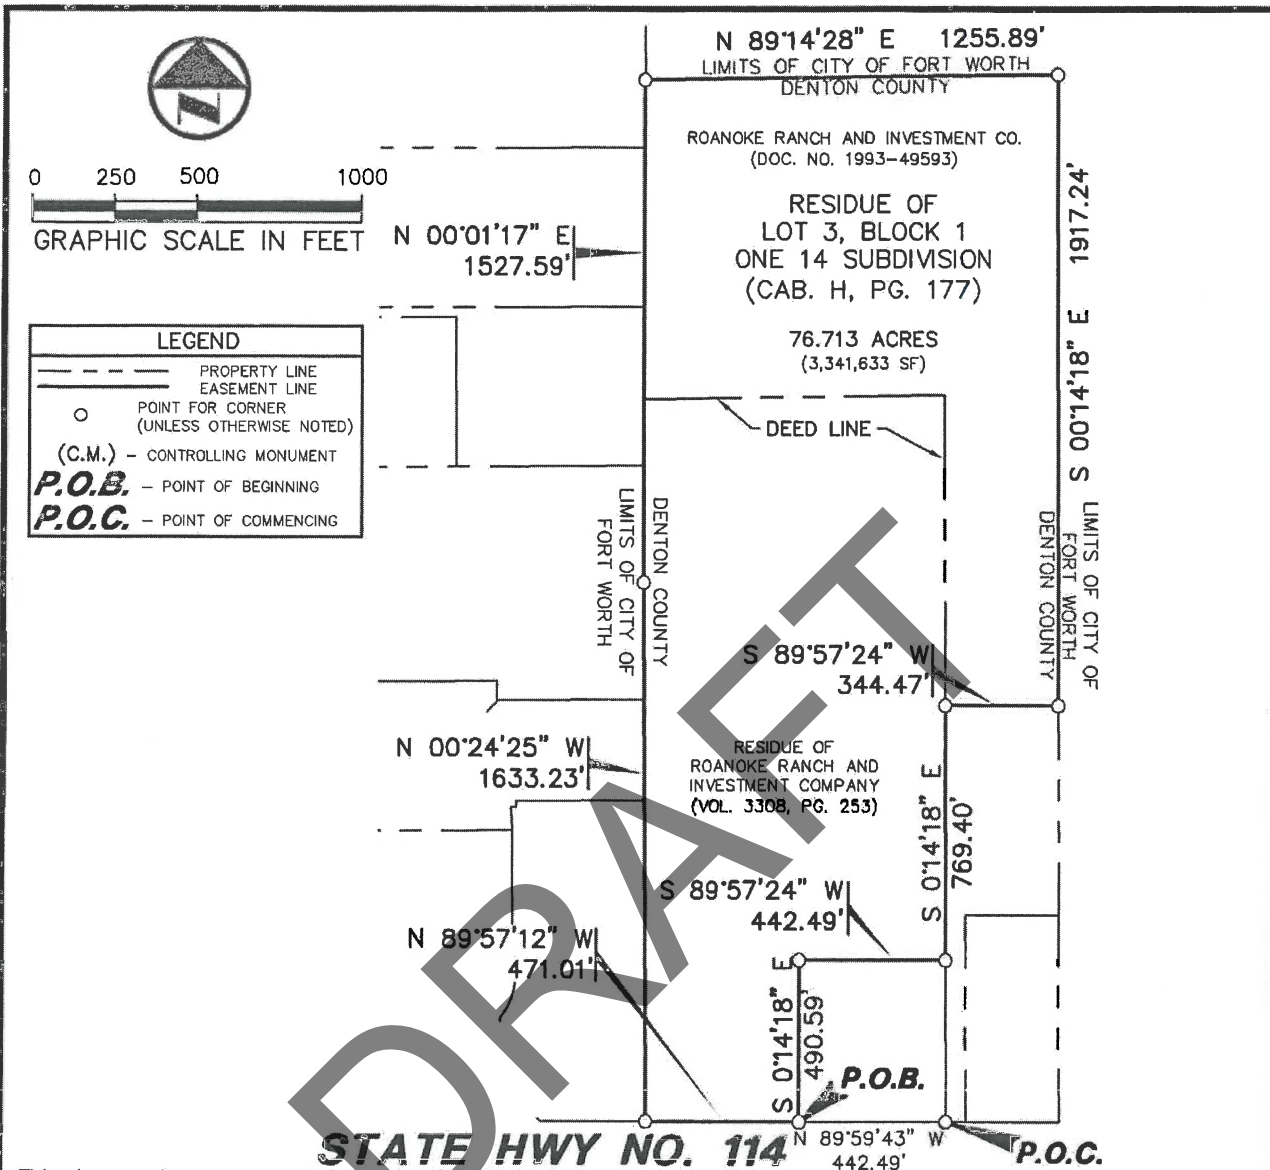 N 89°14'28" E 1255.89'
LIMITS OF CITY OF FORT WORTH
DENTON COUNTY
N
0 250 500 1000
GRAPHIC SCALE IN FEET
N 00°01'17" E
1527.59'
ROANOKE RANCH AND INVESTMENT CO.
(DOC. NO. 1993-49593)
RESIDUE OF
LOT 3, BLOCK 1
ONE 14 SUBDIVISION
(CAB. H, PG. 177)
76.713 ACRES
(3,341,633 SF)
S 00°14'18" E 1917.24'
LEGEND
PROPERTY LINE
EASEMENT LINE
POINT FOR CORNER
(UNLESS OTHERWISE NOTED)
(C.M.) - CONTROLLING MONUMENT
P.O.B. - POINT OF BEGINNING
P.O.C. - POINT OF COMMENCING
DEED LINE
LIMITS OF CITY OF
FORT WORTH
DENTON COUNTY
DENTON COUNTY
LIMITS OF CITY OF
FORT WORTH
S 89°57'24" W
344.47'
N 00°24'25" W
1633.23'
RESIDUE OF
ROANOKE RANCH AND
INVESTMENT COMPANY
(VOL. 3308, PG. 253)
S 0°14'18" E
769.40'
S 89°57'24" W
442.49'
N 89°57'12" W
471.01'
S 0°14'18" E
490.59'
P.O.B.
STATE HWY NO. 114
N 89°59'43" W
442.49'
P.O.C.
DRAFT